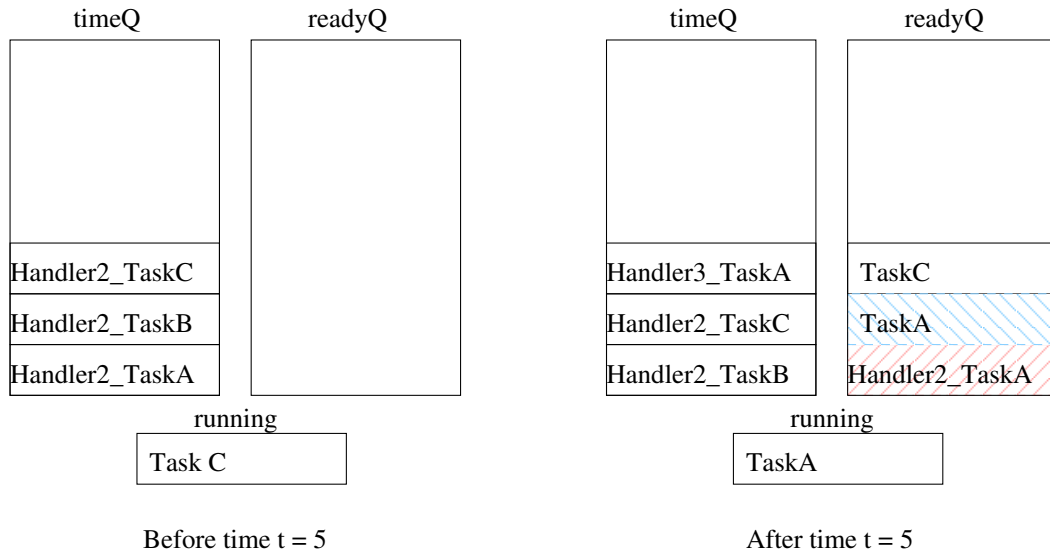 timeQ
readyQ
Handler2_TaskC
Handler2_TaskB
Handler2_TaskA
running
Task C
Before time t = 5
timeQ
readyQ
Handler3_TaskA
TaskC
Handler2_TaskC
TaskA
Handler2_TaskB
Handler2_TaskA
running
TaskA
After time t = 5